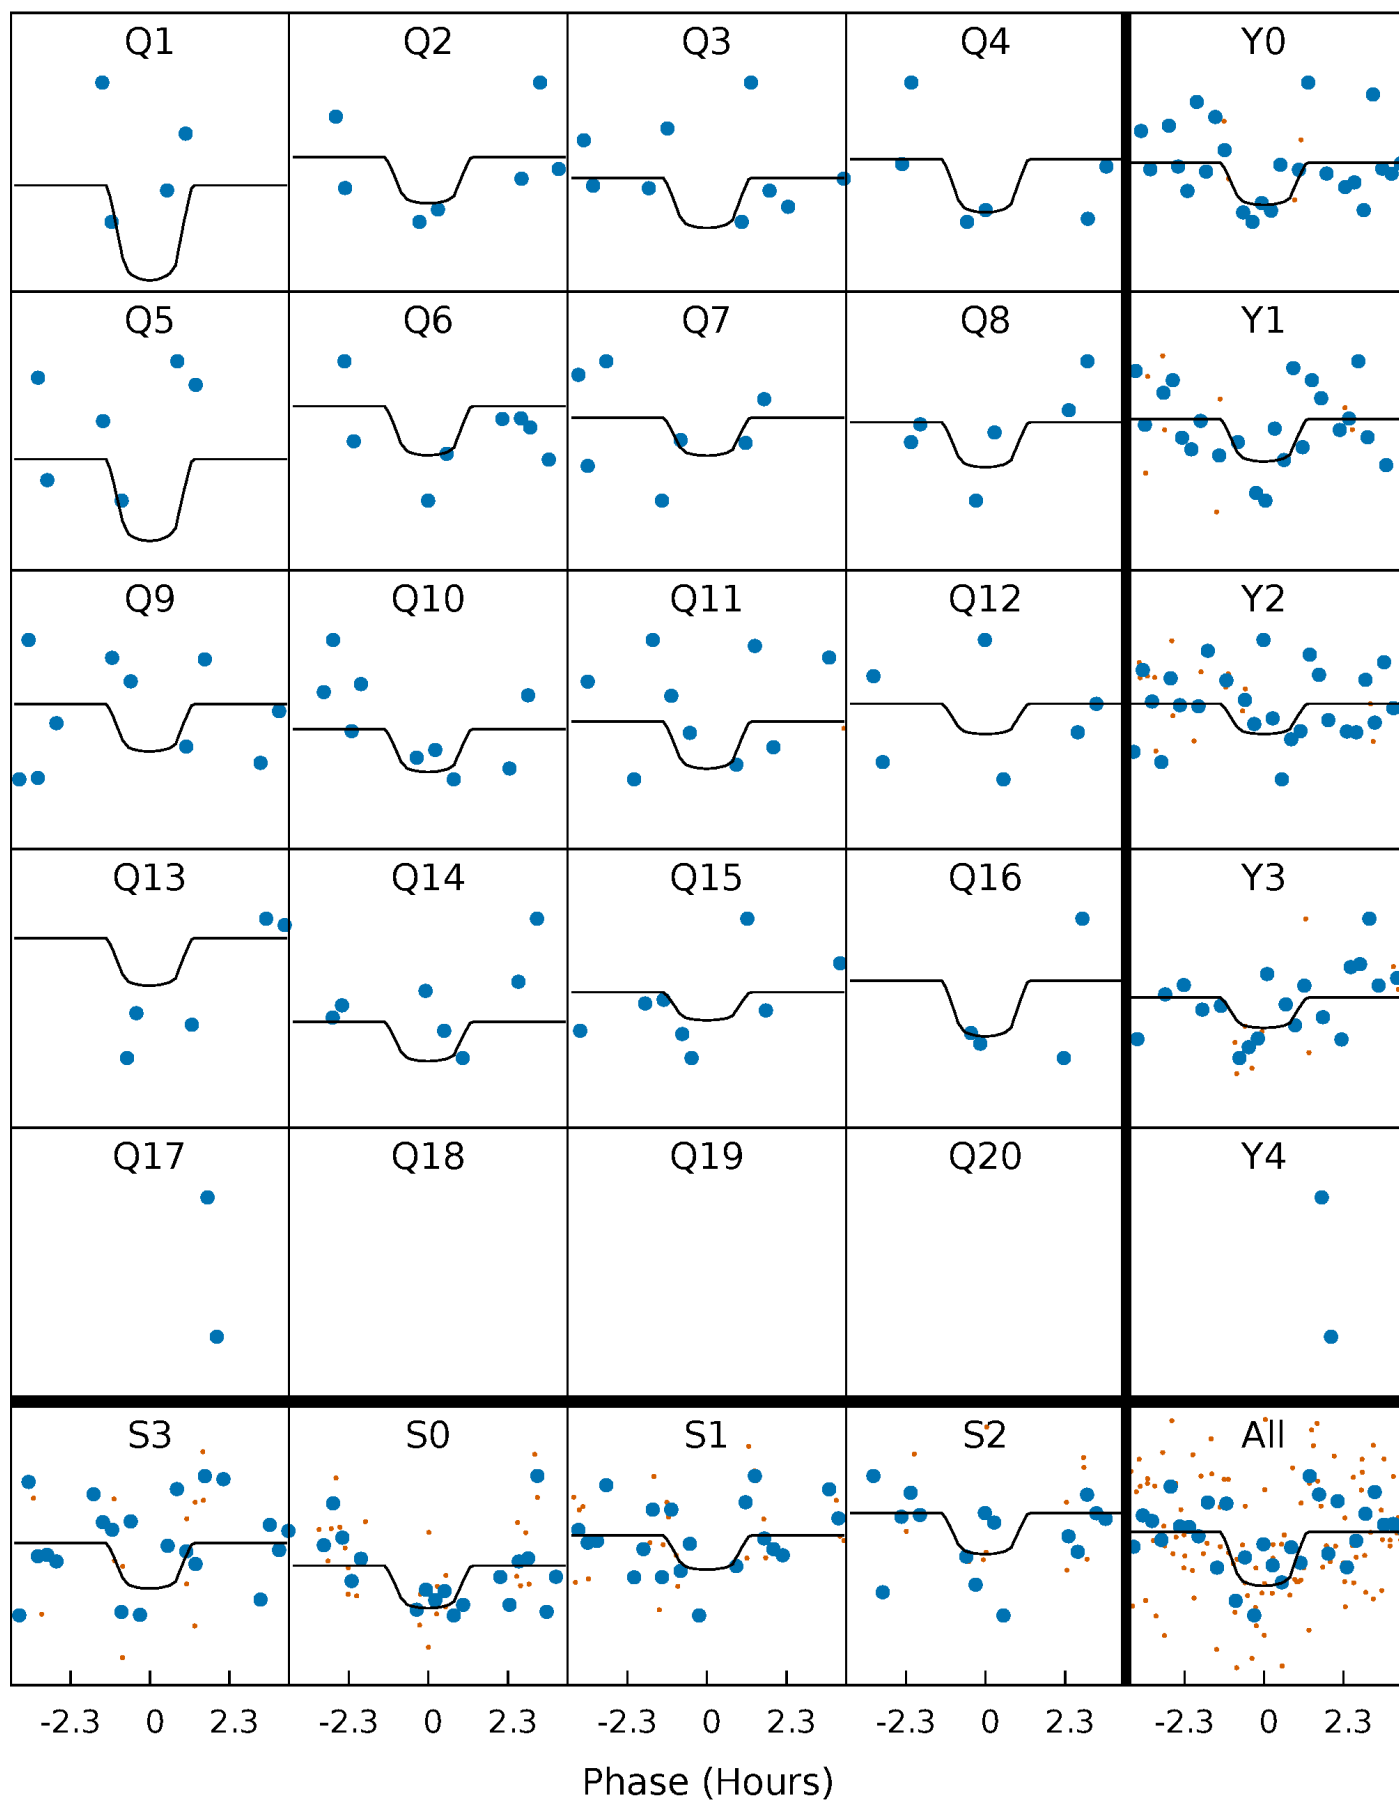 Q1 Q2 Q3 Q4 Y0
Q5 Q6 Q7 Q8 Y1
Q9 Q10 Q11 Q12 Y2
Q13 Q14 Q15 Q16 Y3
Q17 Q18 Q19 Q20 Y4
S3 S0 S1 S2 All
-2.3 0 2.3 -2.3 0 2.3 -2.3 0 2.3 -2.3 0 2.3 -2.3 0 2.3
Phase (Hours)